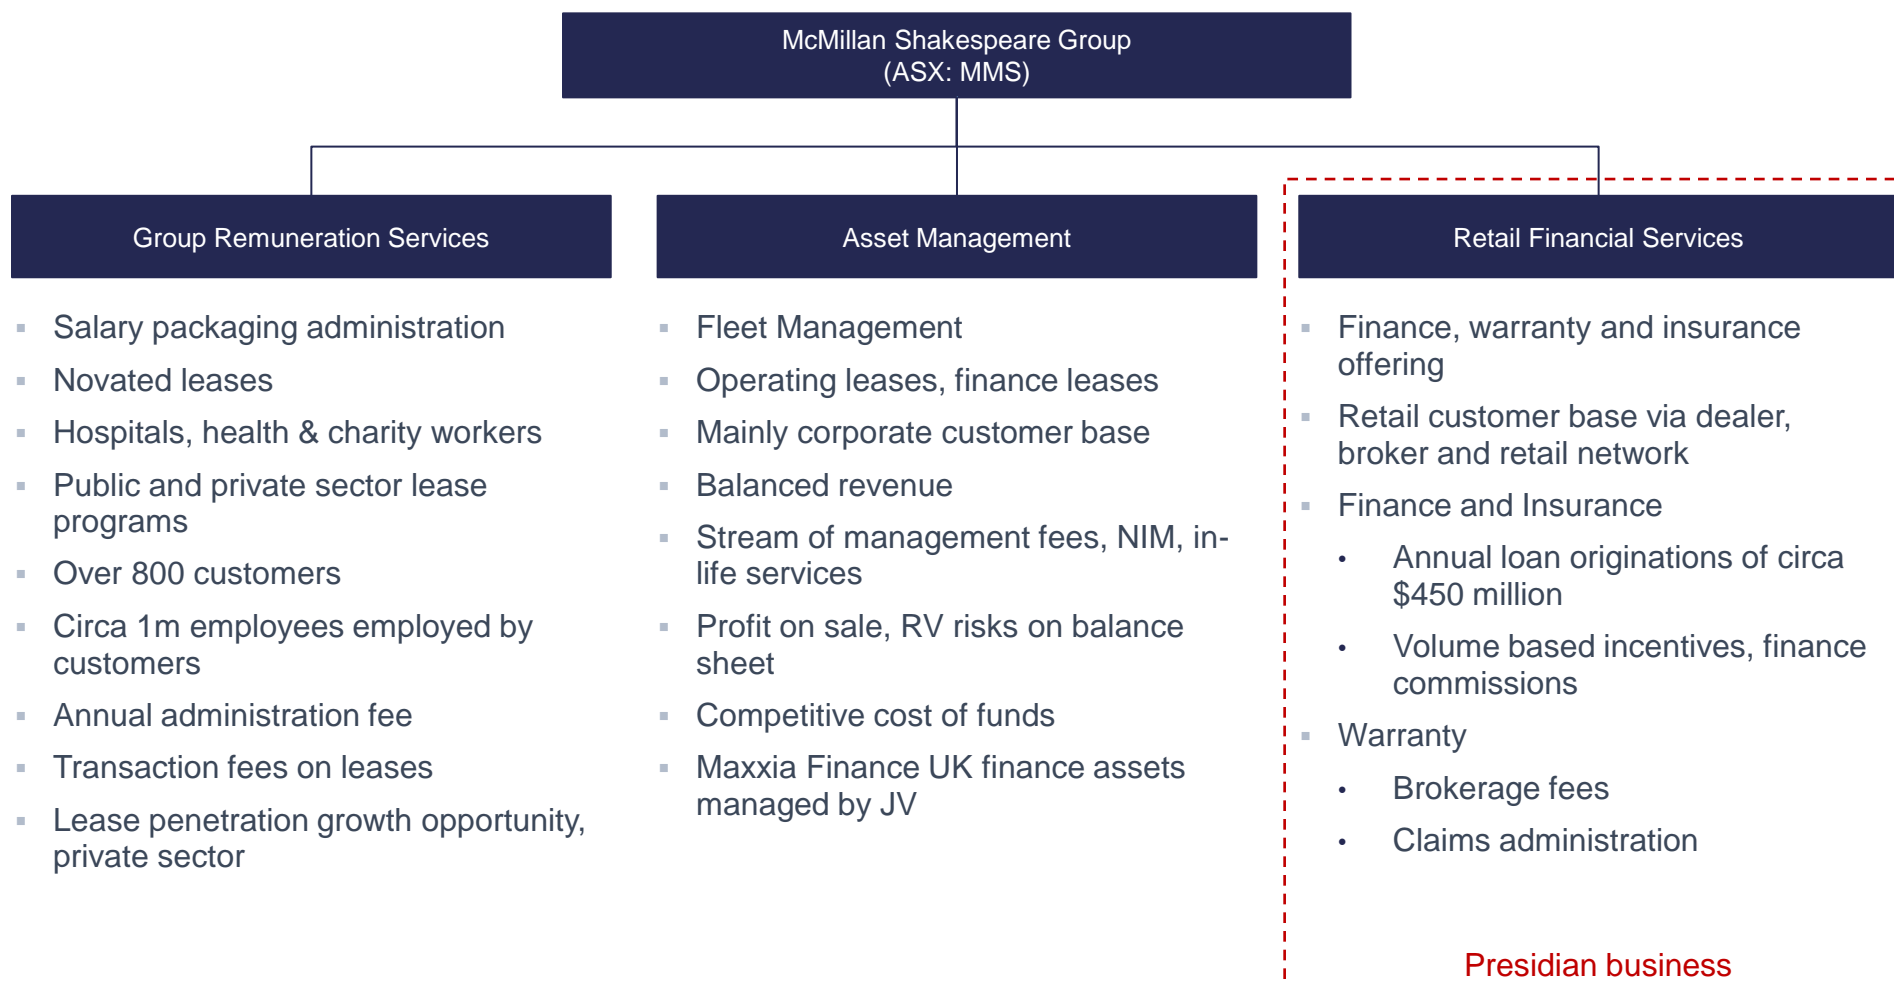 McMillan Shakespeare Group
(ASX: MMS)
Group Remuneration Services
Salary packaging administration
Novated leases
Hospitals, health & charity workers
Public and private sector lease
programs
Over 800 customers
Circa 1m employees employed by
customers
Annual administration fee
Transaction fees on leases
Lease penetration growth opportunity,
private sector
Asset Management
Fleet Management
Operating leases, finance leases
Mainly corporate customer base
Balanced revenue
Stream of management fees, NIM, in-
life services
Profit on sale, RV risks on balance
sheet
Competitive cost of funds
Maxxia Finance UK finance assets
managed by JV
Retail Financial Services
Finance, warranty and insurance
offering
Retail customer base via dealer,
broker and retail network
Finance and Insurance
Annual loan originations of circa
$450 million
Volume based incentives, finance
commissions
Warranty
Brokerage fees
Claims administration
Presidian business